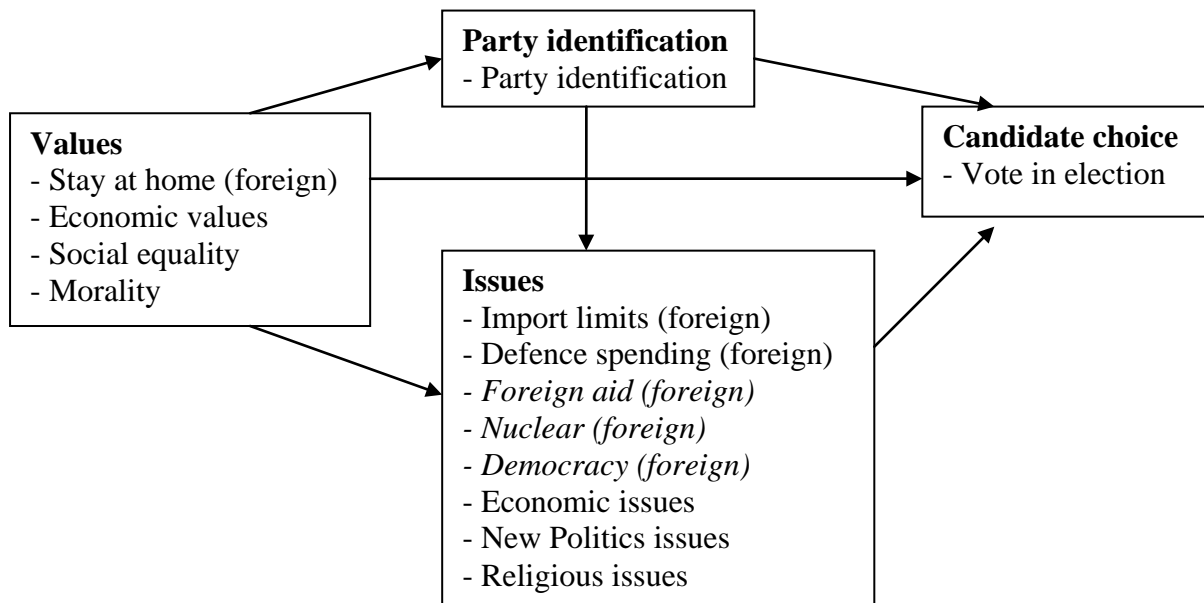 Party identification
- Party identification
Values
- Stay at home (foreign)
- Economic values
- Social equality
- Morality
Candidate choice
- Vote in election
Issues
- Import limits (foreign)
- Defence spending (foreign)
- Foreign aid (foreign)
- Nuclear (foreign)
- Democracy (foreign)
- Economic issues
- New Politics issues
- Religious issues